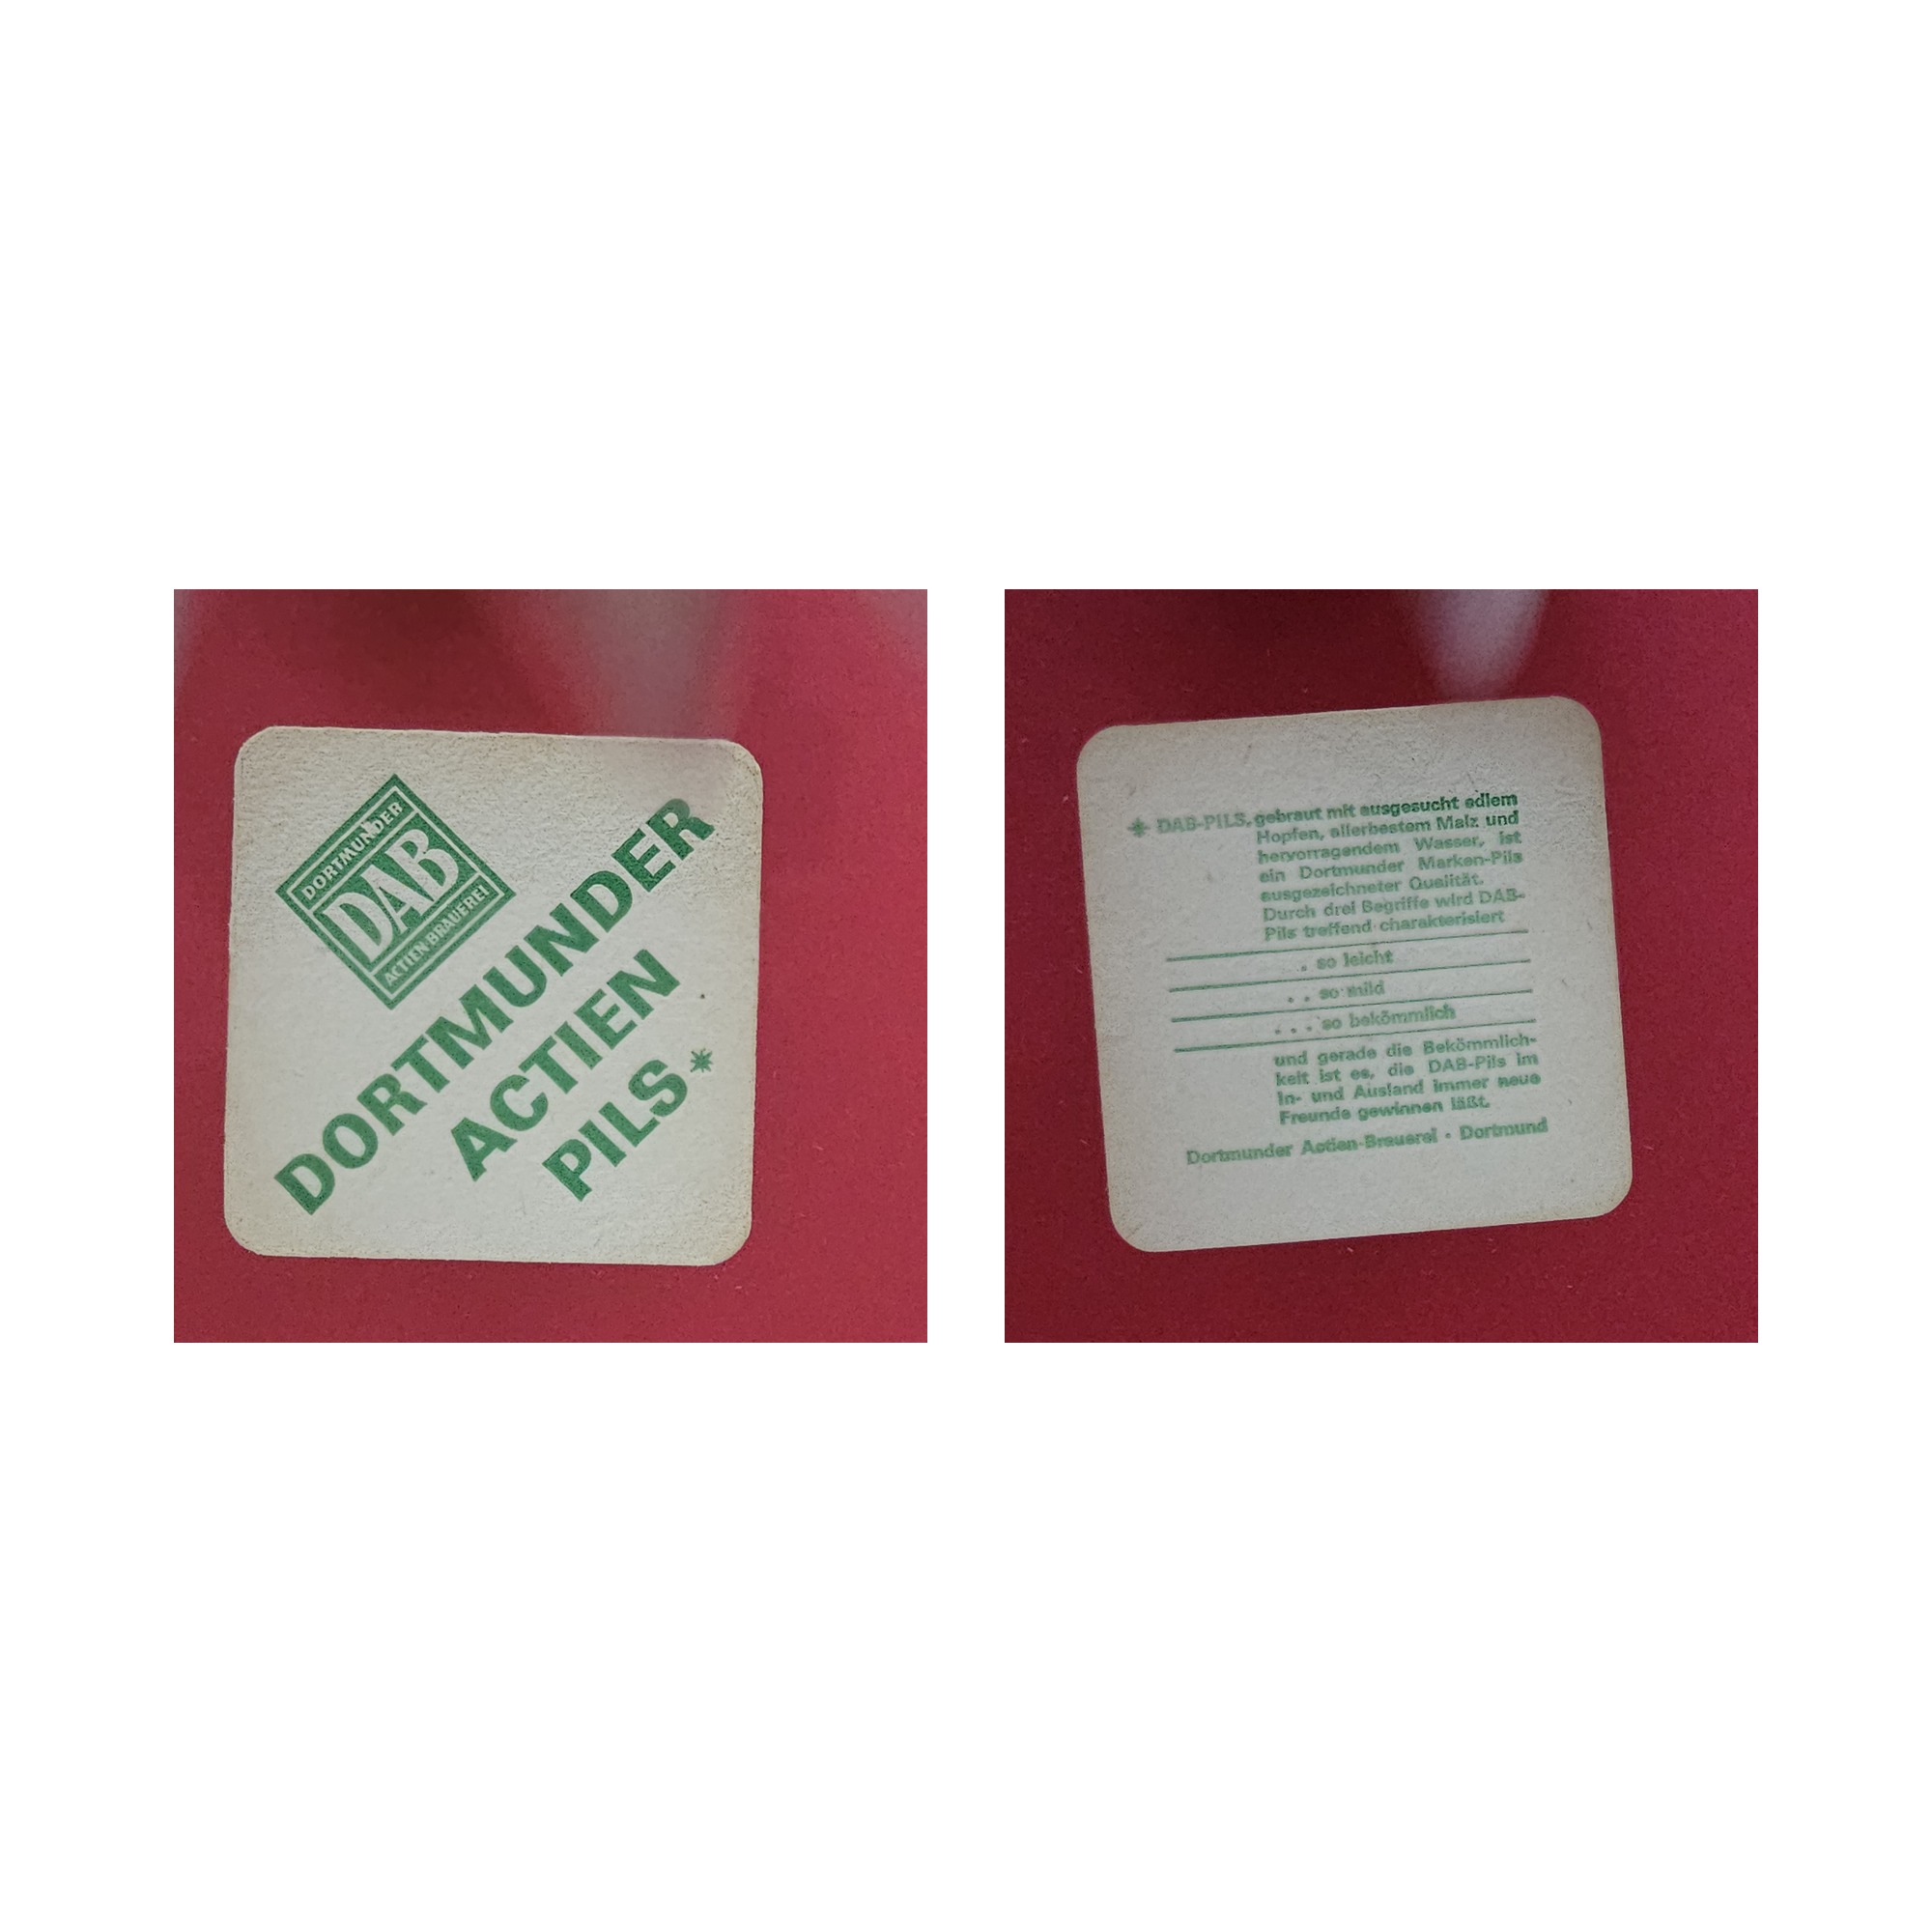 DORTMUNDER
DAB
ACTIEN-BRAUEREI
DORTMUNDER
ACTIEN
PILS*
* DAB-PILS, gebraut mit ausgesucht edlem
Hopfen, allerbestem Malz und
hervorragendem Wasser, ist
ein Dortmunder Marken-Pils
ausgezeichneter Qualität.
Durch drei Begriffe wird DAB-
Pils treffend charakterisiert
. so leicht
. . so mild
. . . so bekömmlich
und gerade die Bekömmlich-
keit ist es, die DAB-Pils im
In- und Ausland immer neue
Freunde gewinnen läßt.
Dortmunder Actien-Brauerei · Dortmund